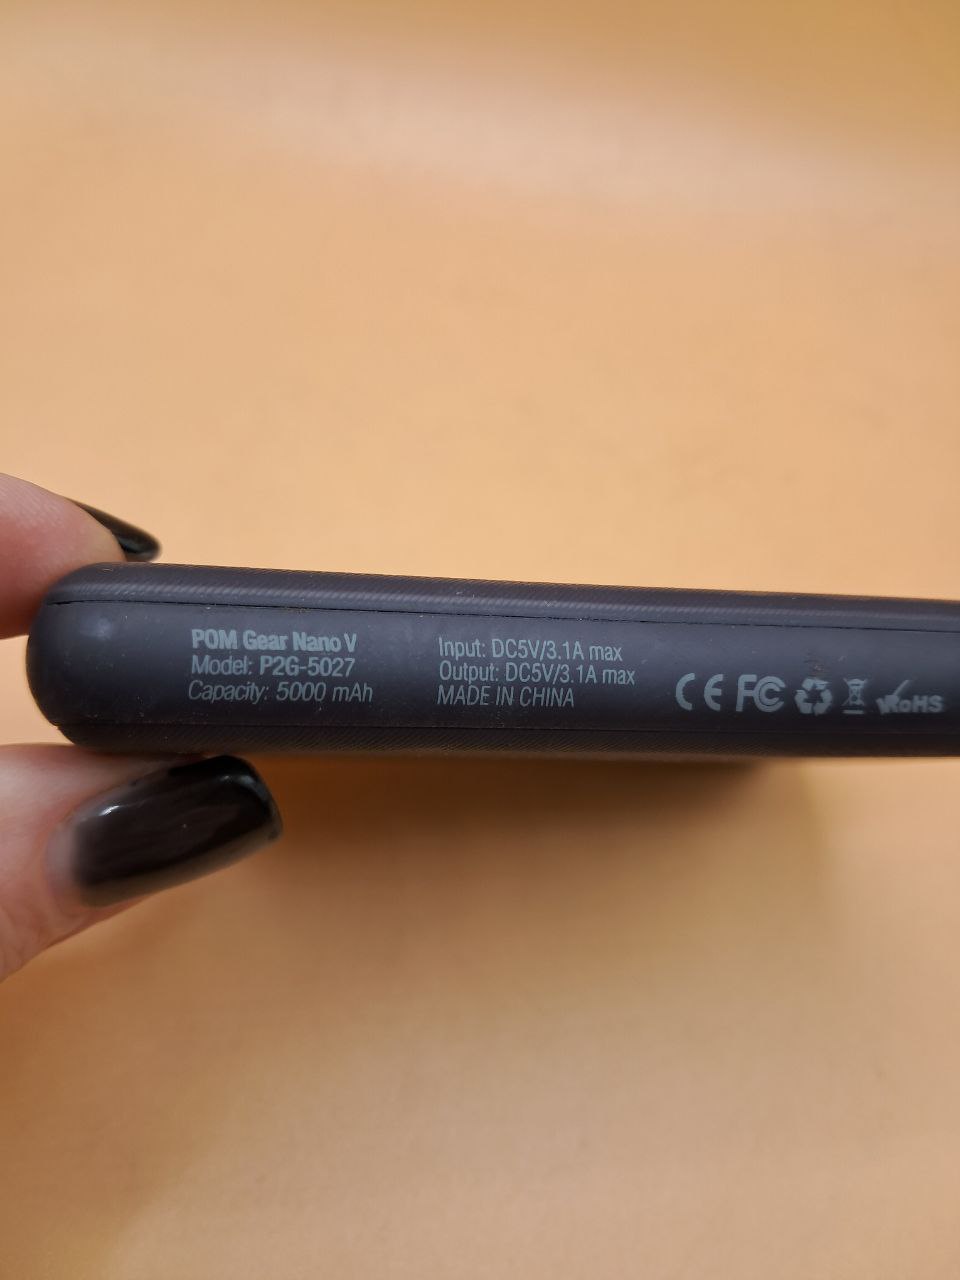 POM Gear Nano V
Model: P2G-5027
Capacity: 5000 mAh
Input: DC5V/3.1A max
Output: DC5V/3.1A max
MADE IN CHINA
CE FC RoHS